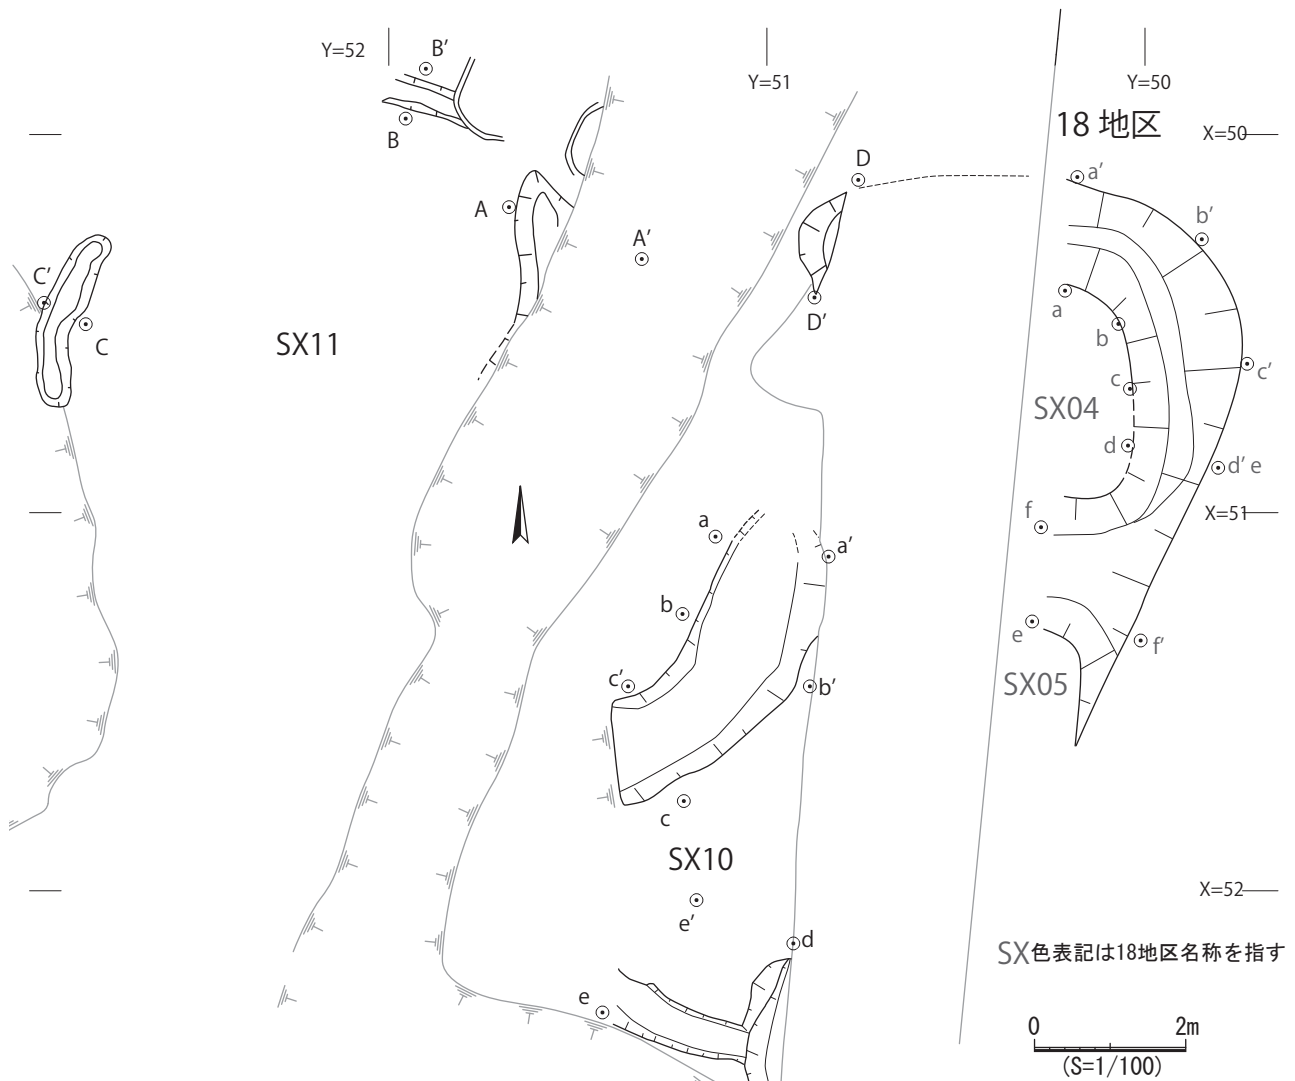 Y=52
B′
Y=51
Y=50
18 地区
X=50
B
D
a′
A
b′
A′
C′
a
D′
b
C
SX11
c′
c
SX04
d
d′ e
f
X=51
a
a′
b
e
f′
c′
b′
SX05
c
SX10
X=52
e′
d
SX色表記は18地区名称を指す
e
0 2m
(S=1/100)